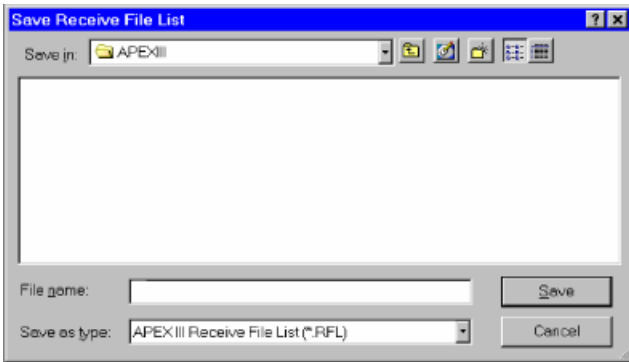 Save Receive File List
Save in: APEXIII
File name: Save
Save as type: APEX III Receive File List (*.RFL) Cancel